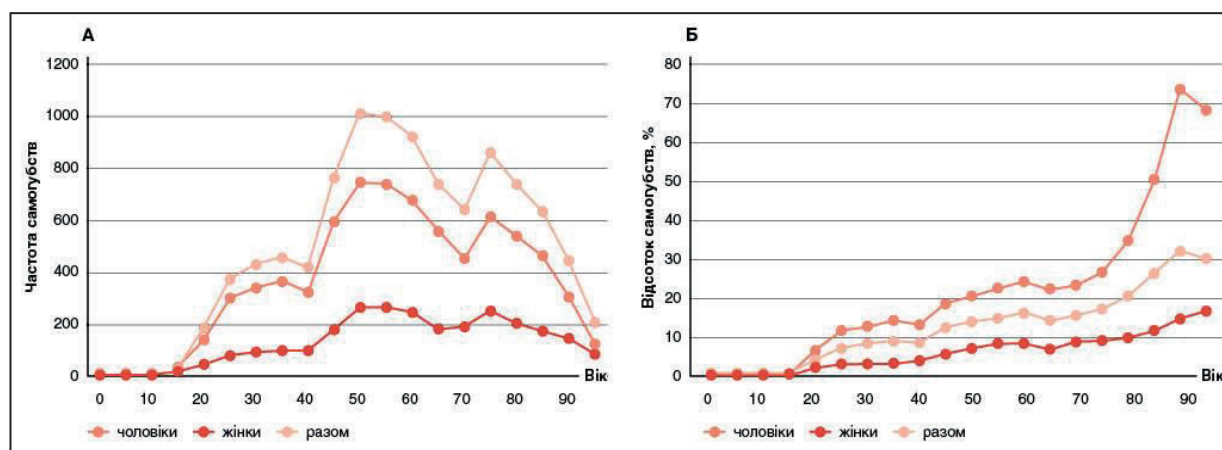 А
Частота самогубств
1200
1000
800
600
400
200
0
0 10 20 30 40 50 60 70 80 90
Вік
чоловіки жінки разом
Б
Відсоток самогубств, %
80
70
60
50
40
30
20
10
0
0 10 20 30 40 50 60 70 80 90
Вік
чоловіки жінки разом